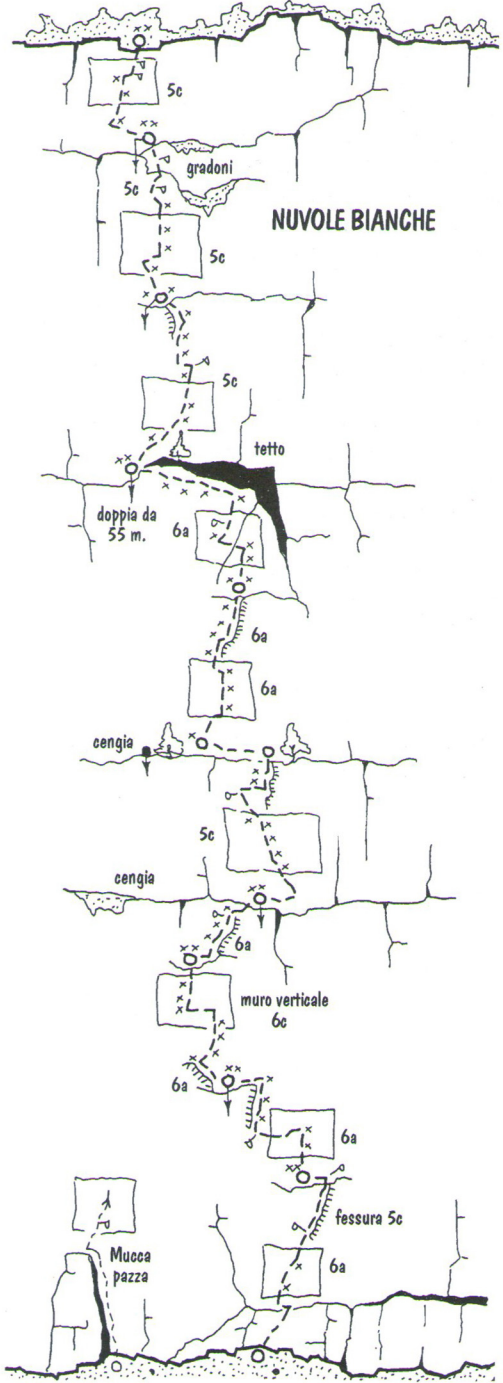 5c
gradoni
5c
NUVOLE BIANCHE
5c
5c
tetto
doppia da
55 m.
6a
6a
6a
cengia
5c
cengia
6a
muro verticale
6c
6a
6a
fessura 5c
Mucca
pazza
6a